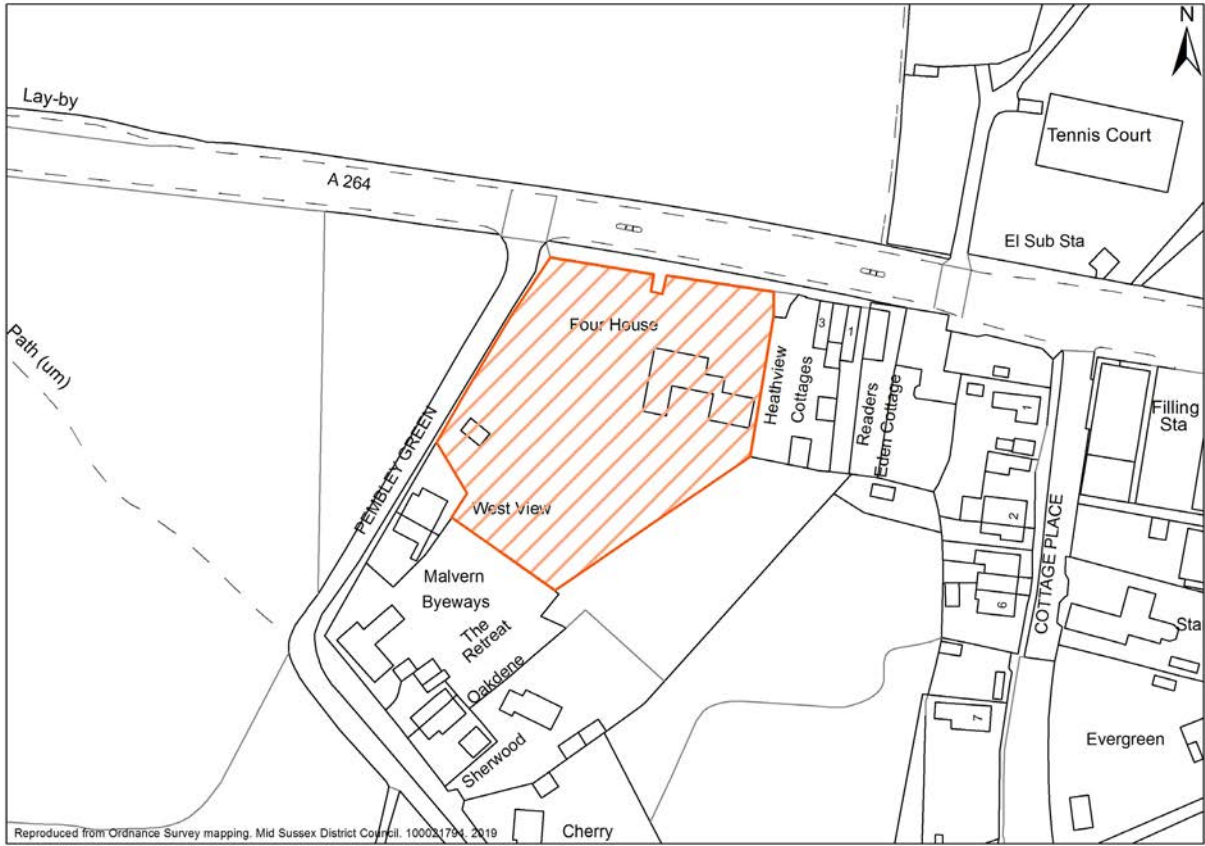 N
Lay-by
Tennis Court
A 264
El Sub Sta
Four House
3
1
Heathview
Cottages
Readers
Eden Cottage
1
Filling
Sta
Path (um)
PEMBLEY GREEN
West View
2
COTTAGE PLACE
Malvern
Byeways
The
Retreat
6
Sta
Oakdene
7
Sherwood
Evergreen
Cherry
Reproduced from Ordnance Survey mapping. Mid Sussex District Council. 100021794. 2019